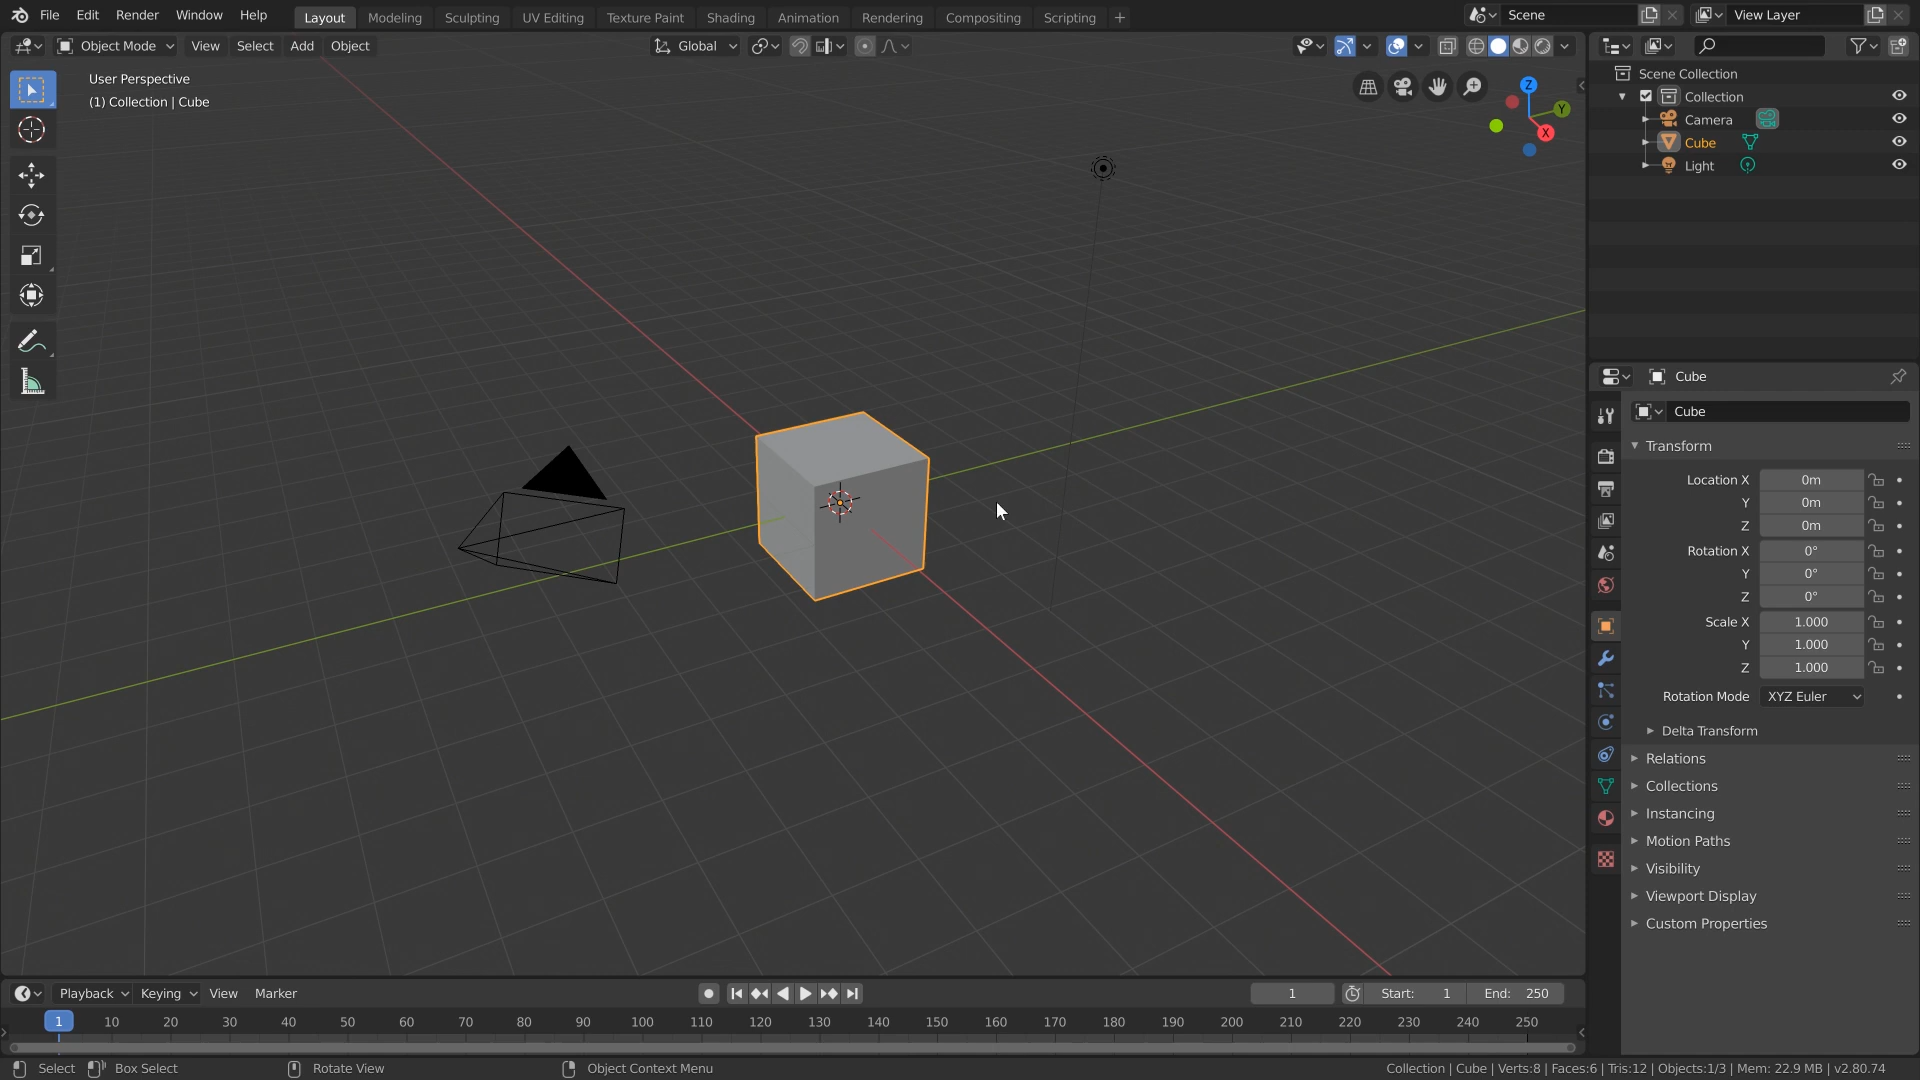 File Edit Render Window Help Layout Modeling Sculpting UV Editing Texture Paint Shading Animation Rendering Compositing Scripting + Scene View Layer
Object Mode View Select Add Object Global
User Perspective
(1) Collection | Cube
Z
Y
X
Scene Collection
Collection
Camera
Cube
Light
Cube
Cube
Transform
Location X 0m
Y 0m
Z 0m
Rotation X 0°
Y 0°
Z 0°
Scale X 1.000
Y 1.000
Z 1.000
Rotation Mode XYZ Euler
Delta Transform
Relations
Collections
Instancing
Motion Paths
Visibility
Viewport Display
Custom Properties
Playback Keying View Marker 1 Start: 1 End: 250
1 10 20 30 40 50 60 70 80 90 100 110 120 130 140 150 160 170 180 190 200 210 220 230 240 250
Select Box Select Rotate View Object Context Menu Collection | Cube | Verts:8 | Faces:6 | Tris:12 | Objects:1/3 | Mem: 22.9 MB | v2.80.74